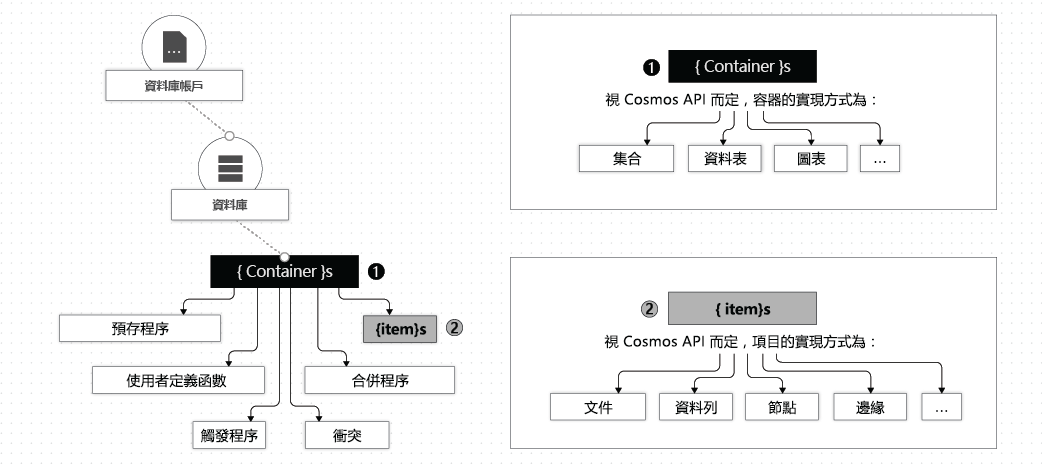 ...
資料庫帳戶
資料庫
{ Container }s
1
預存程序
{item}s
2
使用者定義函數
合併程序
觸發程序
衝突
1
{ Container }s
視 Cosmos API 而定，容器的實現方式為：
集合
資料表
圖表
...
2
{ item}s
視 Cosmos API 而定，項目的實現方式為：
文件
資料列
節點
邊緣
...